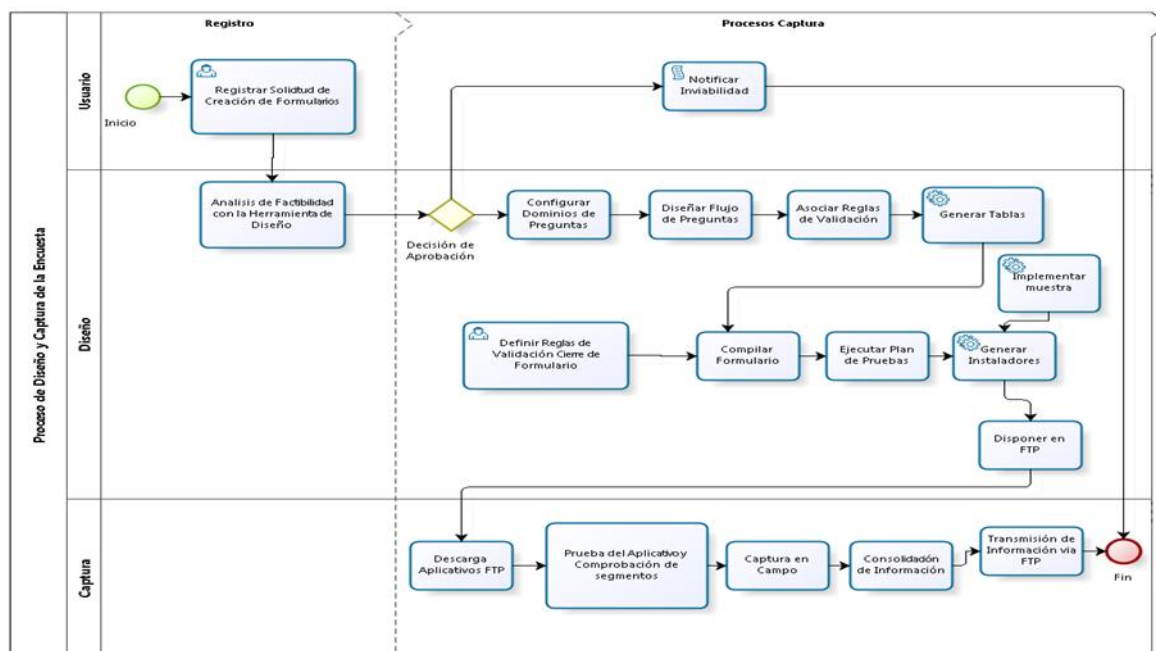 Registro
Procesos Captura
Proceso de Diseño y Captura de la Encuesta
Usuario
Inicio
Registrar Solicitud de
Creación de Formularios
Notificar
Inviabilidad
Diseño
Analisis de Factibilidad
con la Herramienta de
Diseño
Decisión de
Aprobación
Configurar
Dominios de
Preguntas
Diseñar Flujo
de Preguntas
Asociar Reglas
de Validación
Generar Tablas
Implementar
muestra
Definir Reglas de
Validación Cierre de
Formulario
Compilar
Formulario
Ejecutar Plan
de Pruebas
Generar
Instaladores
Disponer en
FTP
Captura
Descarga
Aplicativos FTP
Prueba del Aplicativo y
Comprobación de
segmentos
Captura en
Campo
Consolidación
de Información
Transmisión de
Información via
FTP
Fin